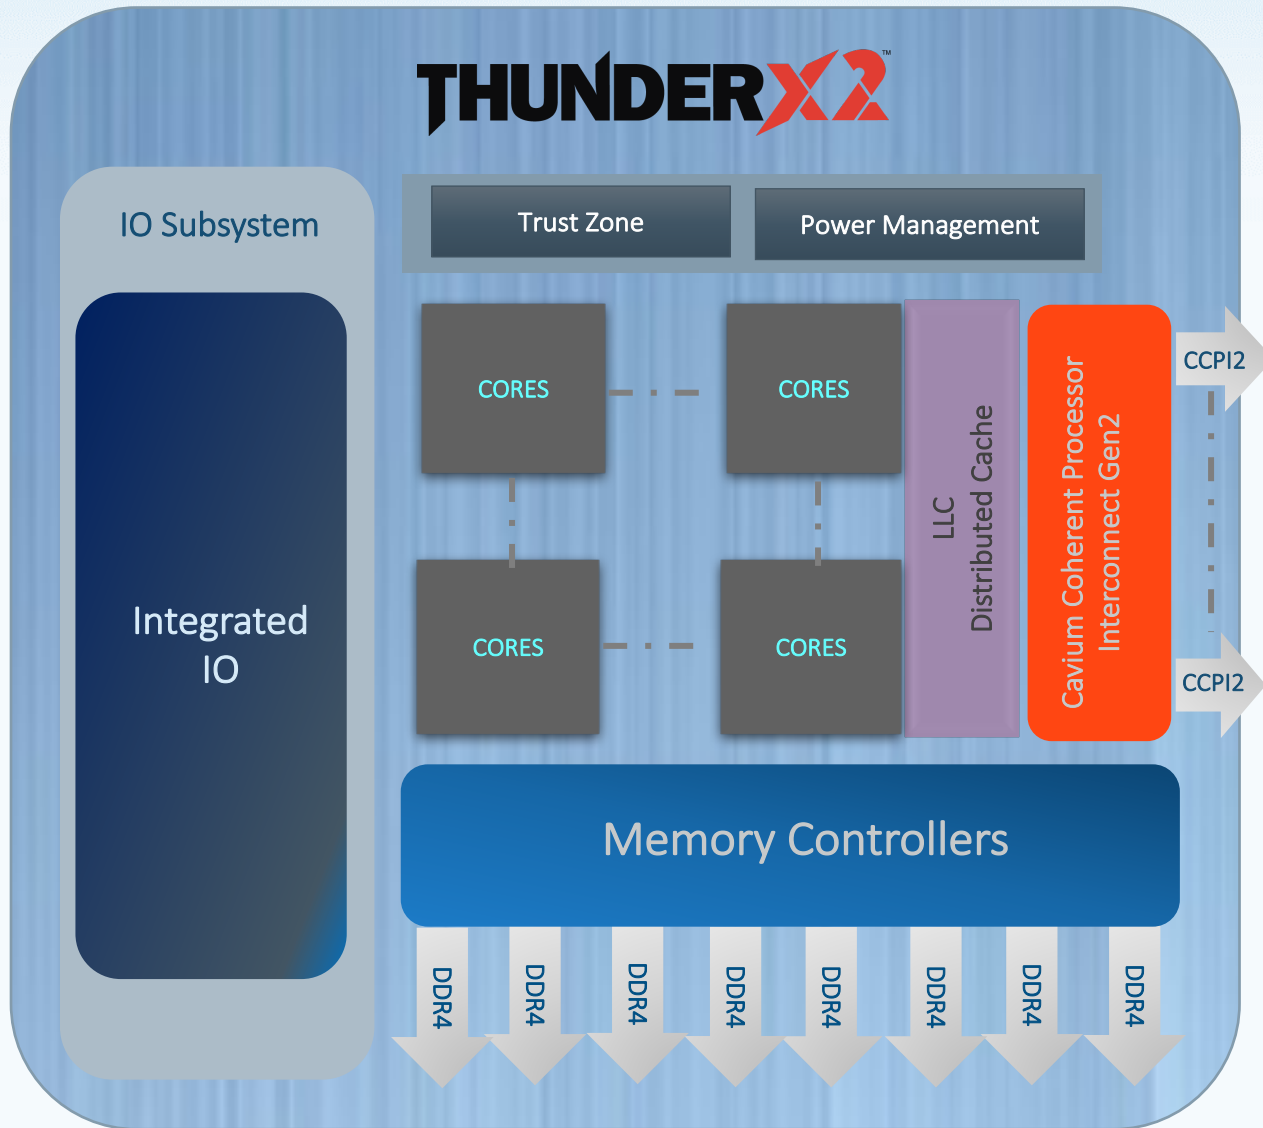 THUNDERX2™
IO Subsystem
Trust Zone
Power Management
Integrated
IO
CORES
CORES
CORES
CORES
LLC
Distributed Cache
Cavium Coherent Processor
Interconnect Gen2
CCPI2
CCPI2
Memory Controllers
DDR4
DDR4
DDR4
DDR4
DDR4
DDR4
DDR4
DDR4